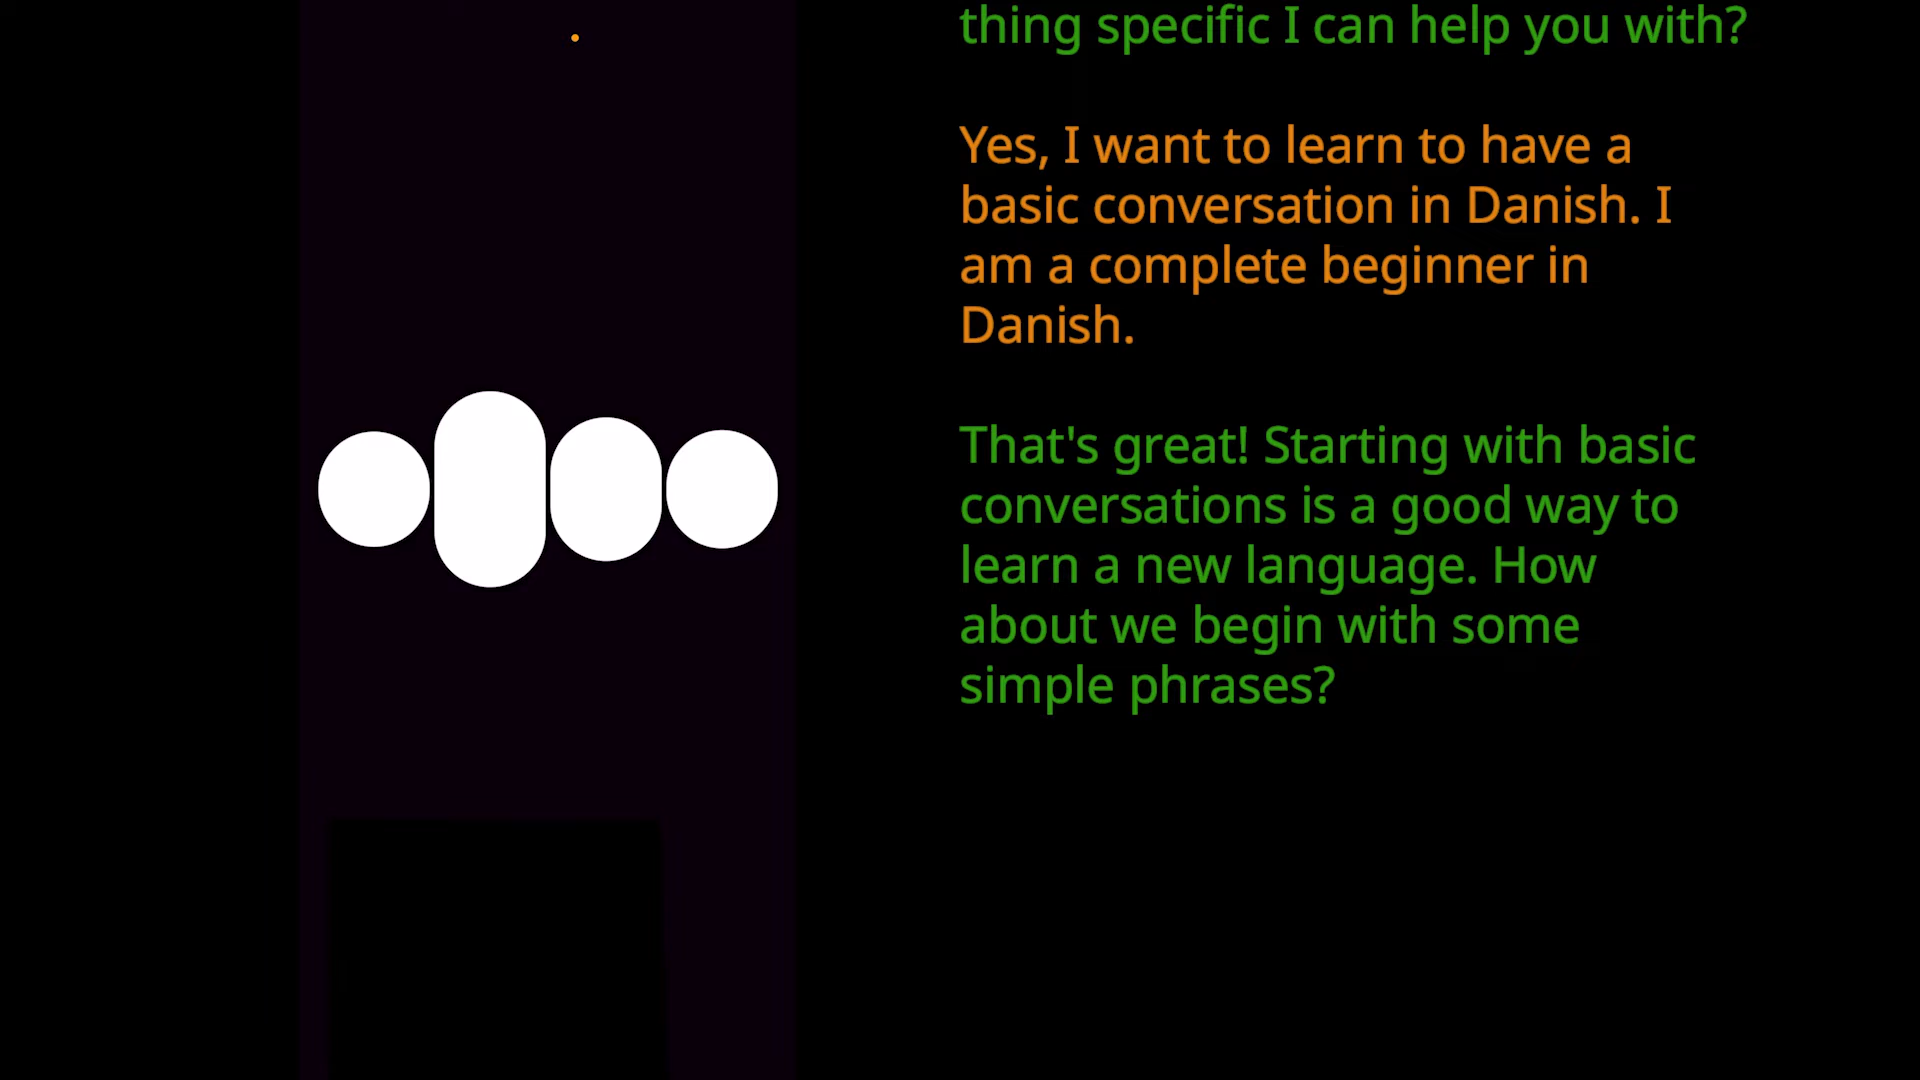 thing specific I can help you with?
Yes, I want to learn to have a
basic conversation in Danish. I
am a complete beginner in
Danish.
That's great! Starting with basic
conversations is a good way to
learn a new language. How
about we begin with some
simple phrases?